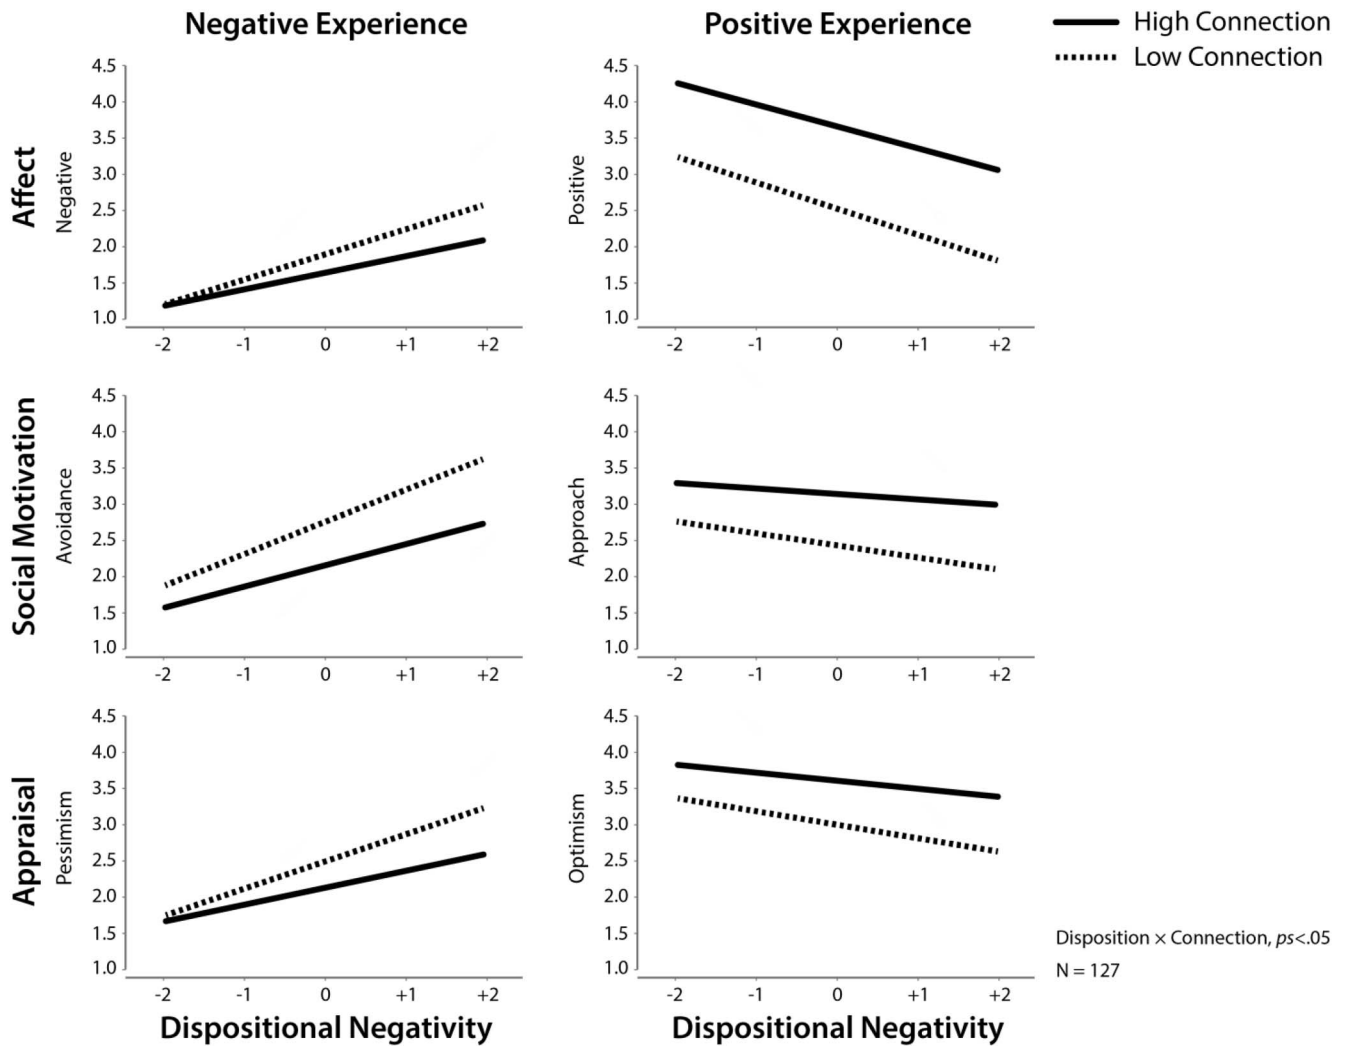 Negative Experience
Positive Experience
High Connection
Low Connection
Affect
Negative
4.5
4.0
3.5
3.0
2.5
2.0
1.5
1.0
-2 -1 0 +1 +2
Positive
4.5
4.0
3.5
3.0
2.5
2.0
1.5
1.0
-2 -1 0 +1 +2
Social Motivation
Avoidance
4.5
4.0
3.5
3.0
2.5
2.0
1.5
1.0
-2 -1 0 +1 +2
Approach
4.5
4.0
3.5
3.0
2.5
2.0
1.5
1.0
-2 -1 0 +1 +2
Appraisal
Pessimism
4.5
4.0
3.5
3.0
2.5
2.0
1.5
1.0
-2 -1 0 +1 +2
Dispositional Negativity
Optimism
4.5
4.0
3.5
3.0
2.5
2.0
1.5
1.0
-2 -1 0 +1 +2
Dispositional Negativity
Disposition × Connection, ps<.05
N = 127